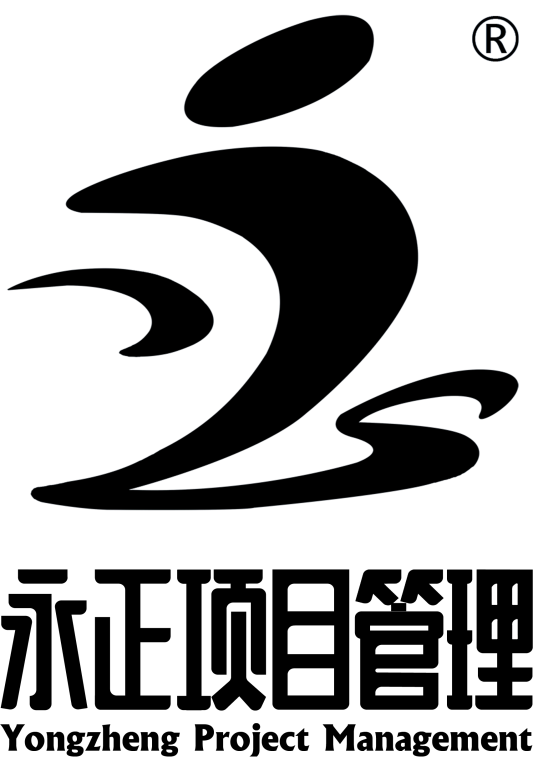 ®
永正项目管理
Yongzheng Project Management